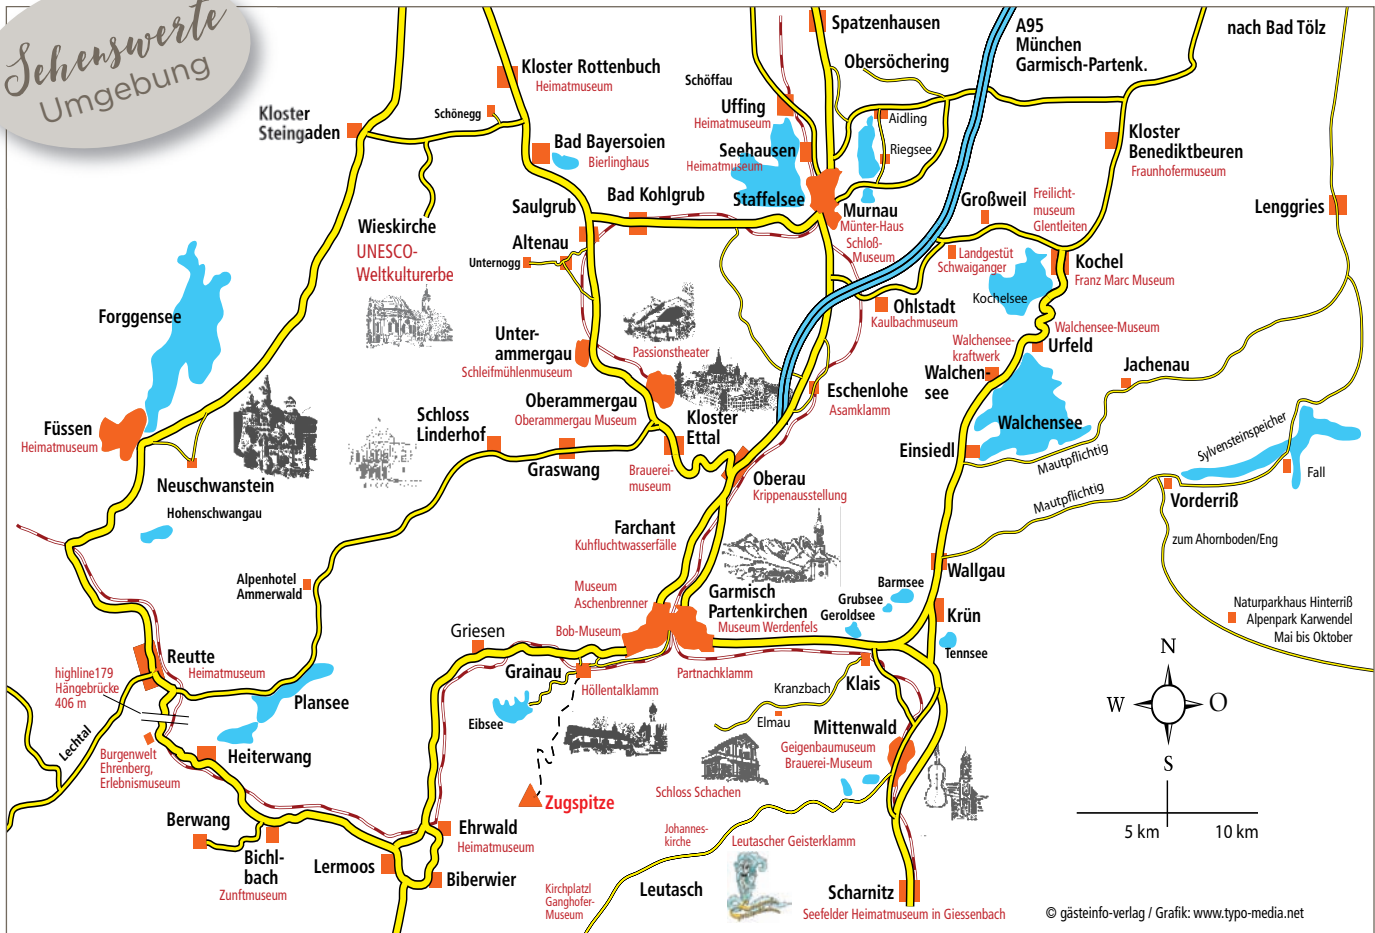 Sehenswerte
Umgebung
Spatzenhausen
A95
München
Garmisch-Partenk.
nach Bad Tölz
Obersöchering
Kloster Rottenbuch
Heimatmuseum
Schöffau
Uffing
Heimatmuseum
Kloster
Steingaden
Schönegg
Aidling
Riegsee
Kloster
Benediktbeuren
Fraunhofermuseum
Bad Bayersoien
Bierlinghaus
Seehausen
Heimatmuseum
Staffelsee
Bad Kohlgrub
Saulgrub
Murnau
Münter-Haus
Schloß-
Museum
Großweil
Freilicht-
museum
Glentleiten
Lenggries
Wieskirche
UNESCO-
Weltkulturerbe
Altenau
Unternogg
Landgestüt
Schwaiganger
Kochel
Franz Marc Museum
Kochelsee
Ohlstadt
Kaulbachmuseum
Forggensee
Unter-
ammergau
Schleifmühlenmuseum
Passionstheater
Walchensee-Museum
Urfeld
Walchensee-
kraftwerk
Walchen-
see
Jachenau
Eschenlohe
Asamklamm
Oberammergau
Oberammergau Museum
Schloss
Linderhof
Kloster
Ettal
Walchensee
Füssen
Heimatmuseum
Graswang
Brauerei-
museum
Einsiedl
Mautpflichtig
Sylvensteinspeicher
Fall
Neuschwanstein
Hohenschwangau
Oberau
Krippenausstellung
Mautpflichtig
Vorderriß
Farchant
Kuhfluchtwasserfälle
zum Ahornboden/Eng
Alpenhotel
Ammerwald
Museum
Aschenbrenner
Garmisch
Partenkirchen
Museum Werdenfels
Barmsee
Grubsee
Geroldsee
Wallgau
Krün
Tennsee
Naturparkhaus Hinterriß
Alpenpark Karwendel
Mai bis Oktober
Griesen
Bob-Museum
Reutte
Heimatmuseum
highline179
Hängebrücke
406 m
Grainau
Höllentalklamm
Partnachklamm
Klais
Kranzbach
Elmau
Plansee
Eibsee
Mittenwald
Geigenbaumuseum
Brauerei-Museum
N
W
O
S
Lechtal
Burgenwelt
Ehrenberg,
Erlebnismuseum
Heiterwang
Schloss Schachen
Zugspitze
Berwang
Ehrwald
Heimatmuseum
Johannes-
kirche
Leutascher Geisterklamm
5 km
10 km
Bichl-
bach
Zunftmuseum
Lermoos
Biberwier
Kirchplatzl
Ganghofer-
Museum
Leutasch
Scharnitz
Seefelder Heimatmuseum in Giessenbach
© gästeinfo-verlag / Grafik: www.typo-media.net